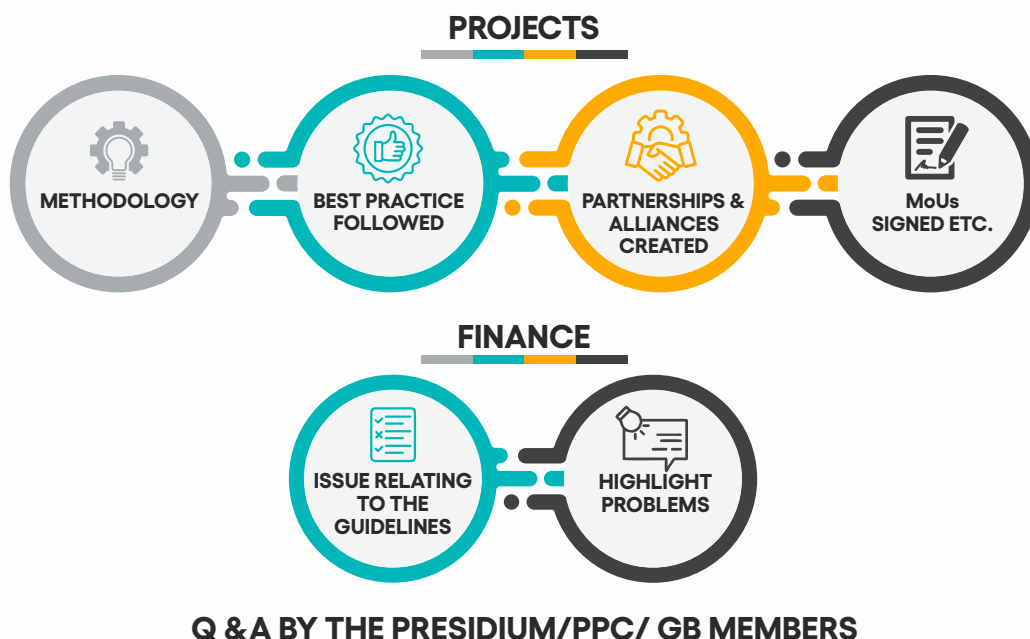 PROJECTS
METHODOLOGY
BEST PRACTICE
FOLLOWED
PARTNERSHIPS &
ALLIANCES
CREATED
MoUs
SIGNED ETC.
FINANCE
ISSUE RELATING
TO THE
GUIDELINES
HIGHLIGHT
PROBLEMS
Q &A BY THE PRESIDIUM/PPC/ GB MEMBERS